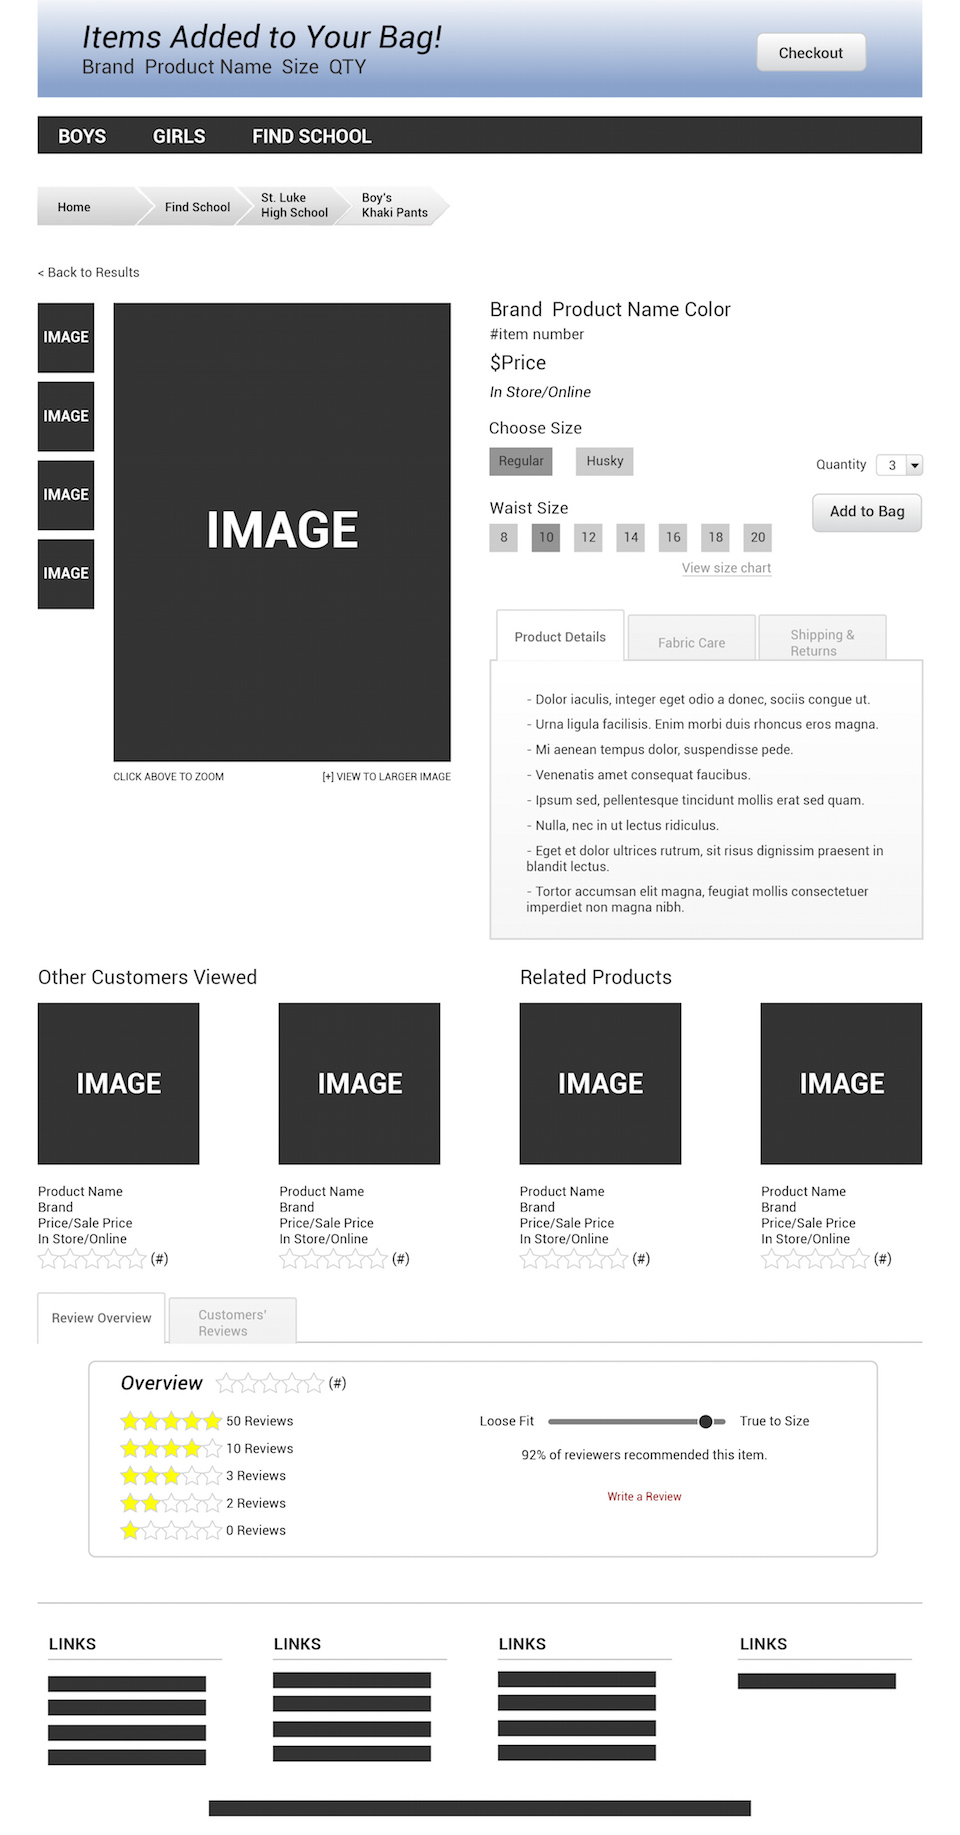 Items Added to Your Bag!
Brand  Product Name  Size  QTY
Checkout
BOYS
GIRLS
FIND SCHOOL
Home
Find School
St. Luke
High School
Boy's
Khaki Pants
< Back to Results
IMAGE
IMAGE
IMAGE
IMAGE
IMAGE
CLICK ABOVE TO ZOOM
[+] VIEW TO LARGER IMAGE
Brand  Product Name Color
#item number
$Price
In Store/Online
Choose Size
Regular
Husky
Quantity
3
Waist Size
8
10
12
14
16
18
20
Add to Bag
View size chart
Product Details
Fabric Care
Shipping &
Returns
- Dolor iaculis, integer eget odio a donec, sociis congue ut.
- Urna ligula facilisis. Enim morbi duis rhoncus eros magna.
- Mi aenean tempus dolor, suspendisse pede.
- Venenatis amet consequat faucibus.
- Ipsum sed, pellentesque tincidunt mollis erat sed quam.
- Nulla, nec in ut lectus ridiculus.
- Eget et dolor ultrices rutrum, sit risus dignissim praesent in
blandit lectus.
- Tortor accumsan elit magna, feugiat mollis consectetuer
imperdiet non magna nibh.
Other Customers Viewed
IMAGE
Product Name
Brand
Price/Sale Price
In Store/Online
(#)
IMAGE
Product Name
Brand
Price/Sale Price
In Store/Online
(#)
Related Products
IMAGE
Product Name
Brand
Price/Sale Price
In Store/Online
(#)
IMAGE
Product Name
Brand
Price/Sale Price
In Store/Online
(#)
Review Overview
Customers'
Reviews
Overview
(#)
50 Reviews
10 Reviews
3 Reviews
2 Reviews
0 Reviews
Loose Fit
True to Size
92% of reviewers recommended this item.
Write a Review
LINKS
LINKS
LINKS
LINKS